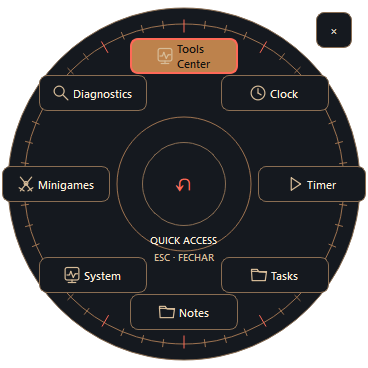 ×
Tools
Center
Diagnostics
Clock
Minigames
Timer
QUICK ACCESS
ESC · FECHAR
System
Tasks
Notes